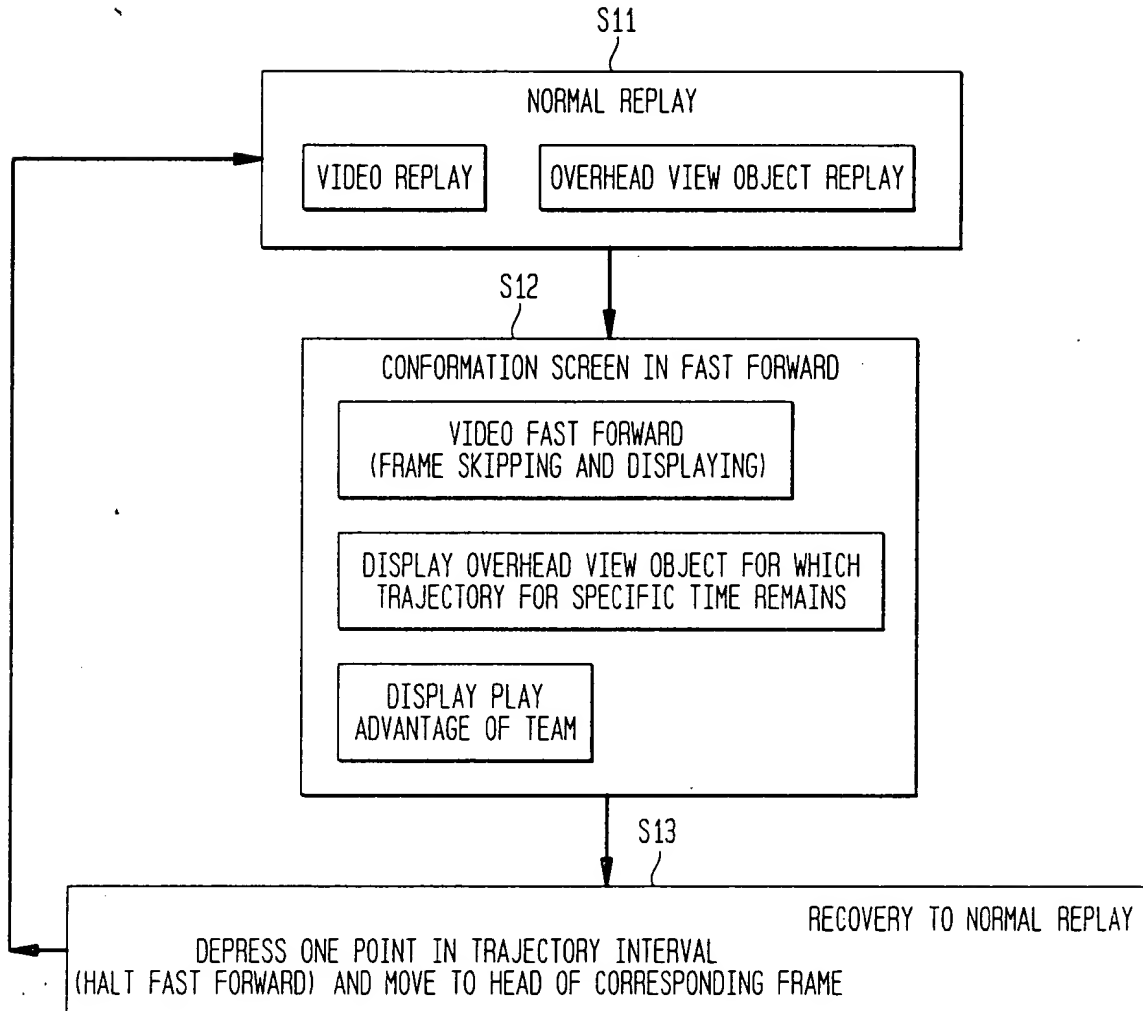 S11
NORMAL REPLAY
VIDEO REPLAY
OVERHEAD VIEW OBJECT REPLAY
S12
CONFORMATION SCREEN IN FAST FORWARD
VIDEO FAST FORWARD
(FRAME SKIPPING AND DISPLAYING)
DISPLAY OVERHEAD VIEW OBJECT FOR WHICH
TRAJECTORY FOR SPECIFIC TIME REMAINS
DISPLAY PLAY
ADVANTAGE OF TEAM
S13
RECOVERY TO NORMAL REPLAY
DEPRESS ONE POINT IN TRAJECTORY INTERVAL
(HALT FAST FORWARD) AND MOVE TO HEAD OF CORRESPONDING FRAME